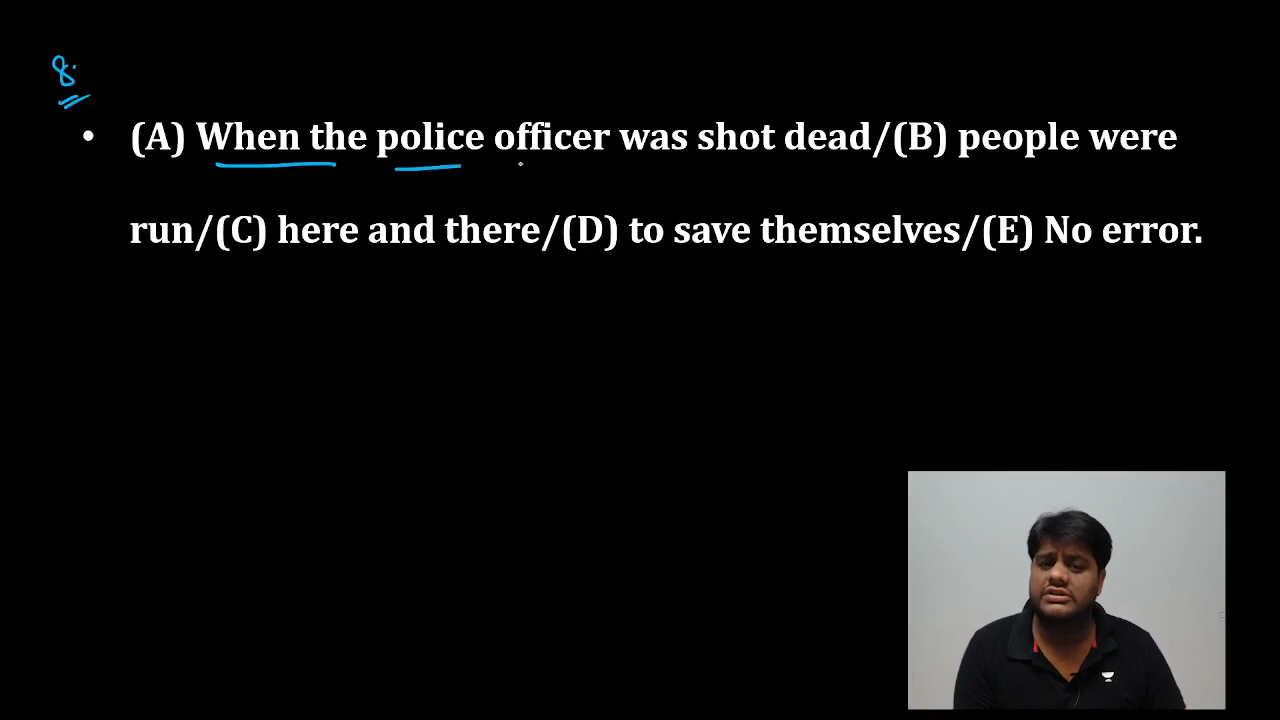 8.
• (A) When the police officer was shot dead/(B) people were
run/(C) here and there/(D) to save themselves/(E) No error.